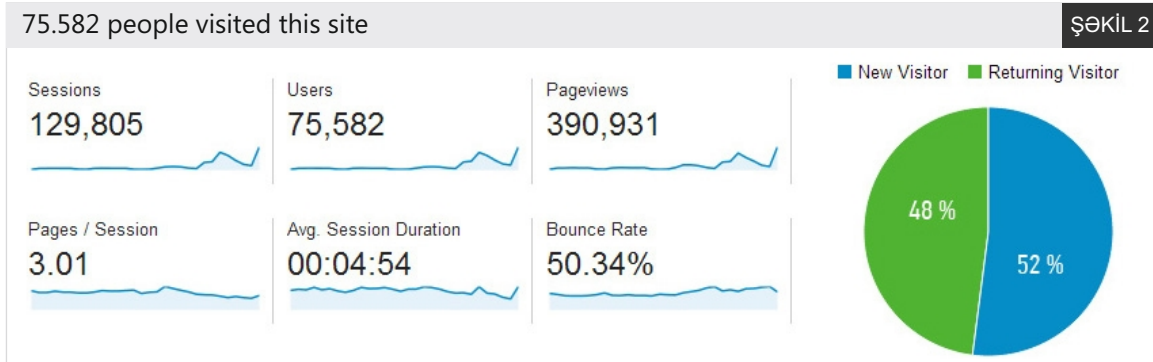 75.582 people visited this site
ŞƏKİL 2
New Visitor Returning Visitor
Sessions
129,805
Users
75,582
Pageviews
390,931
Pages / Session
3.01
Avg. Session Duration
00:04:54
Bounce Rate
50.34%
48 %
52 %